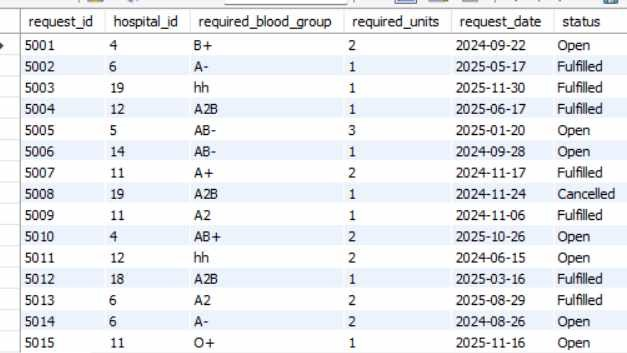 request_id hospital_id required_blood_group required_units request_date status
5001 4 B+ 2 2024-09-22 Open
5002 6 A- 1 2025-05-17 Fulfilled
5003 19 hh 1 2025-11-30 Fulfilled
5004 12 A2B 1 2025-06-17 Fulfilled
5005 5 AB- 3 2025-01-20 Open
5006 14 AB- 1 2024-09-28 Open
5007 11 A+ 2 2024-11-17 Fulfilled
5008 19 A2B 1 2024-11-24 Cancelled
5009 11 A2 1 2024-11-06 Fulfilled
5010 4 AB+ 2 2025-10-26 Open
5011 12 hh 2 2024-06-15 Open
5012 18 A2B 1 2025-03-16 Fulfilled
5013 6 A2 2 2025-08-29 Fulfilled
5014 6 A- 2 2024-08-26 Open
5015 11 O+ 1 2025-11-16 Open